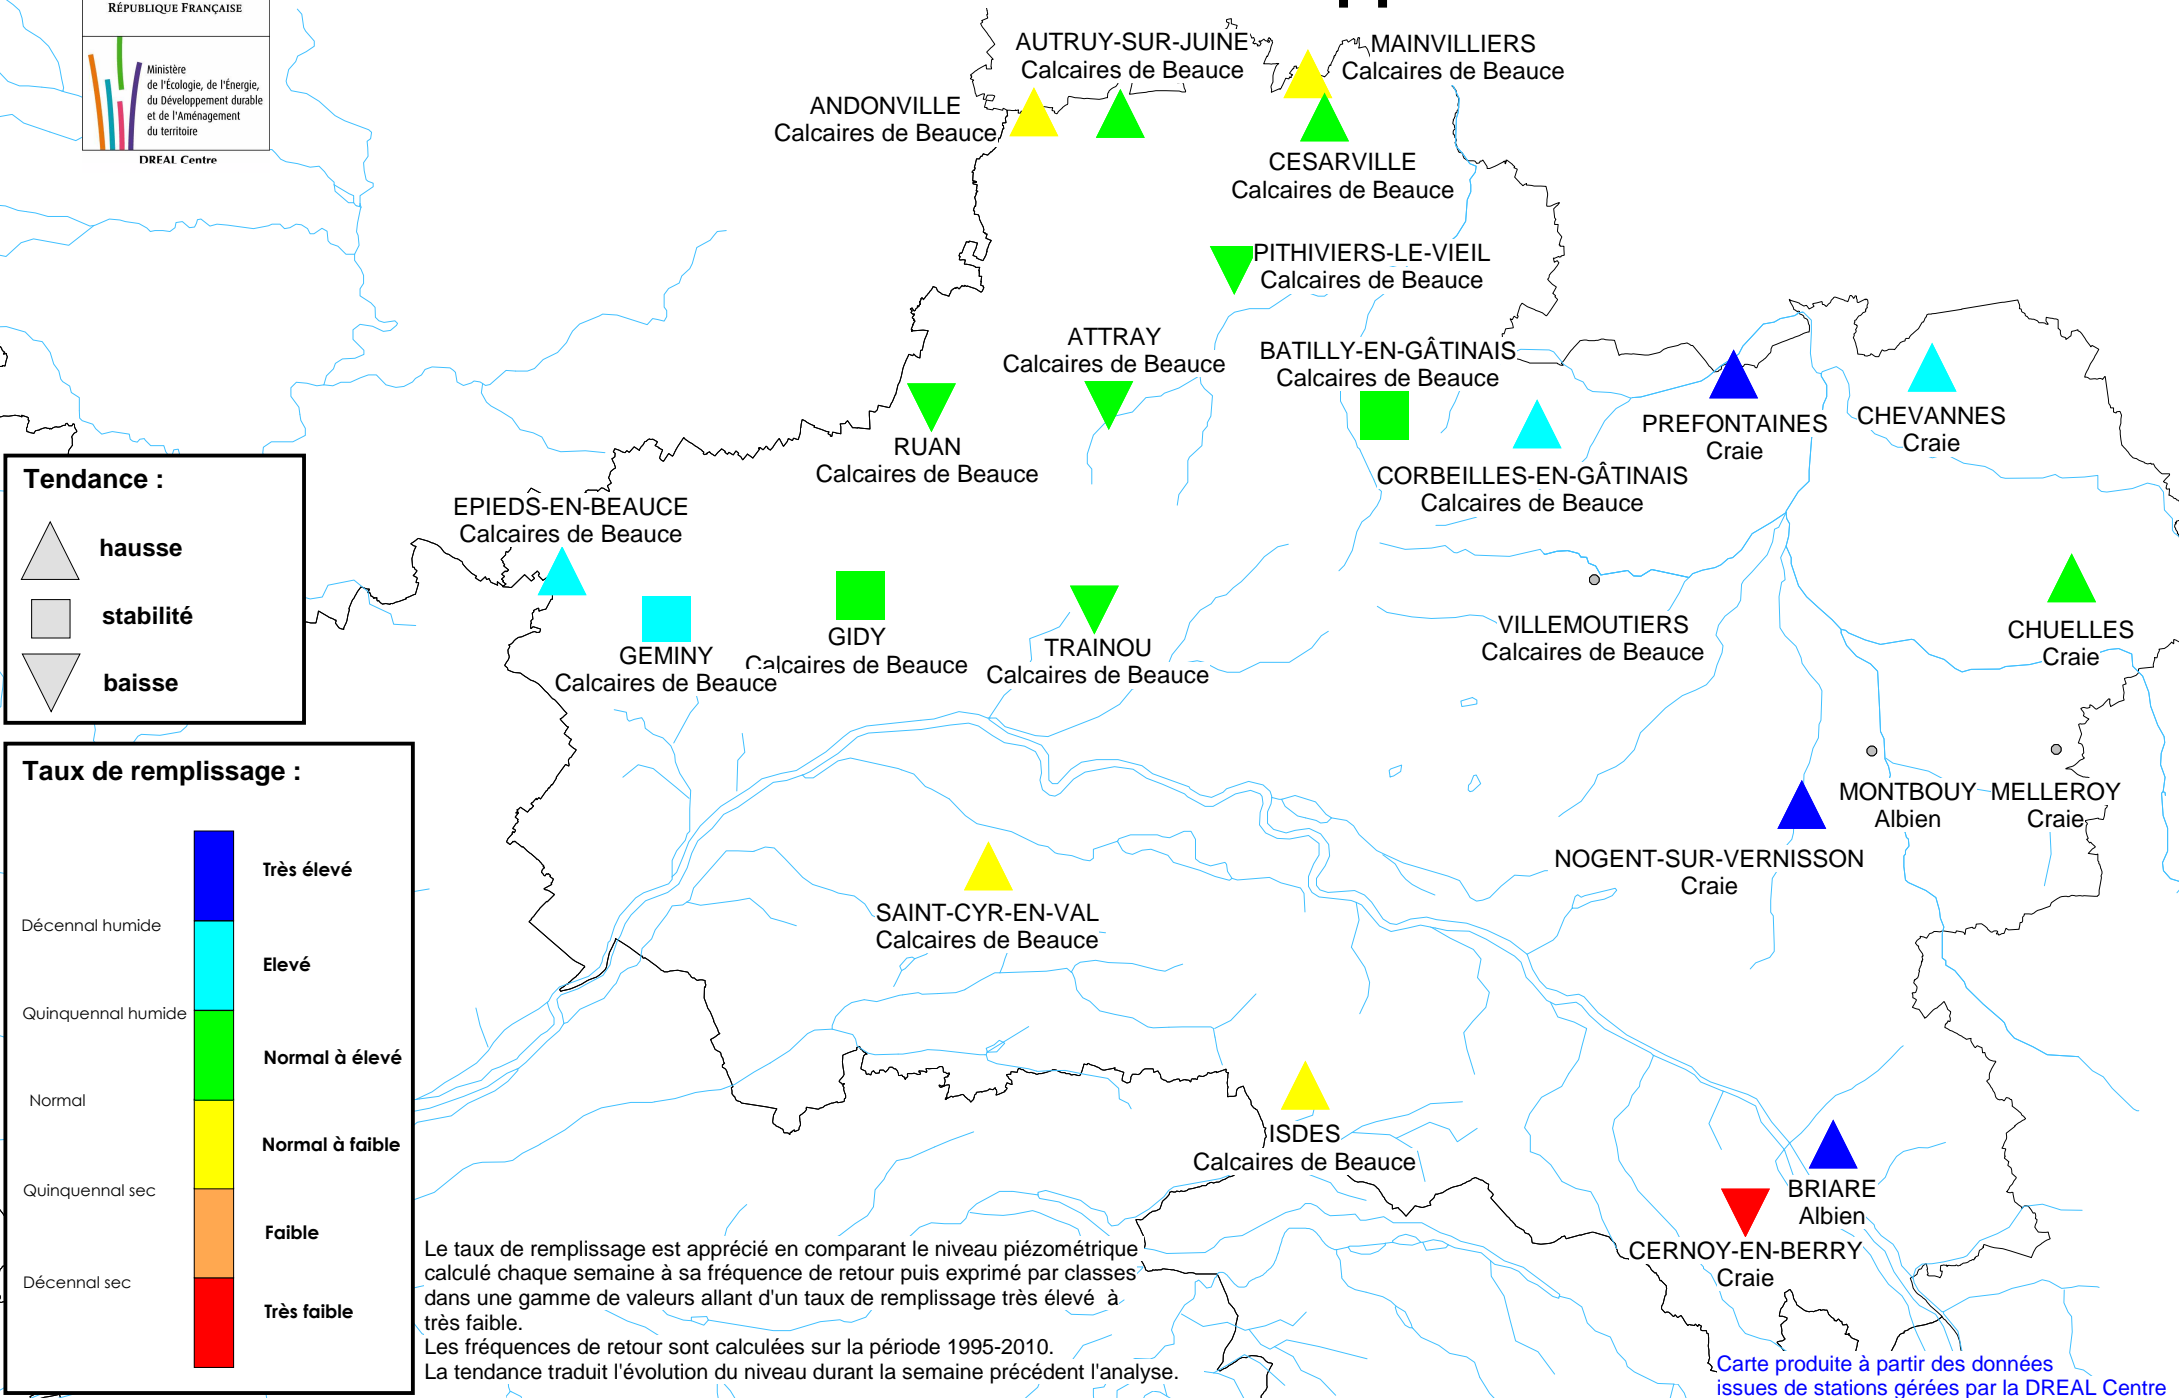 RÉPUBLIQUE FRANÇAISE
Ministère
de l'Écologie, de l'Énergie,
du Développement durable
et de l'Aménagement
du territoire
DREAL Centre
AUTRUY-SUR-JUINE
Calcaires de Beauce
MAINVILLIERS
Calcaires de Beauce
ANDONVILLE
Calcaires de Beauce
CESARVILLE
Calcaires de Beauce
PITHIVIERS-LE-VIEIL
Calcaires de Beauce
ATTRAY
Calcaires de Beauce
BATILLY-EN-GÂTINAIS
Calcaires de Beauce
RUAN
Calcaires de Beauce
CORBEILLES-EN-GÂTINAIS
Calcaires de Beauce
PREFONTAINES
Craie
CHEVANNES
Craie
EPIEDS-EN-BEAUCE
Calcaires de Beauce
GEMINY
Calcaires de Beauce
GIDY
Calcaires de Beauce
TRAINOU
Calcaires de Beauce
VILLEMOUTIERS
Calcaires de Beauce
CHUELLES
Craie
MONTBOUY
Albien
MELLEROY
Craie
NOGENT-SUR-VERNISSON
Craie
SAINT-CYR-EN-VAL
Calcaires de Beauce
ISDES
Calcaires de Beauce
BRIARE
Albien
CERNOY-EN-BERRY
Craie
Tendance :
hausse
stabilité
baisse
Taux de remplissage :
Très élevé
Décennal humide
Elevé
Quinquennal humide
Normal à élevé
Normal
Normal à faible
Quinquennal sec
Faible
Décennal sec
Très faible
Le taux de remplissage est apprécié en comparant le niveau piézométrique
calculé chaque semaine à sa fréquence de retour puis exprimé par classes
dans une gamme de valeurs allant d'un taux de remplissage très élevé à
très faible.
Les fréquences de retour sont calculées sur la période 1995-2010.
La tendance traduit l'évolution du niveau durant la semaine précédent l'analyse.
Carte produite à partir des données
issues de stations gérées par la DREAL Centre